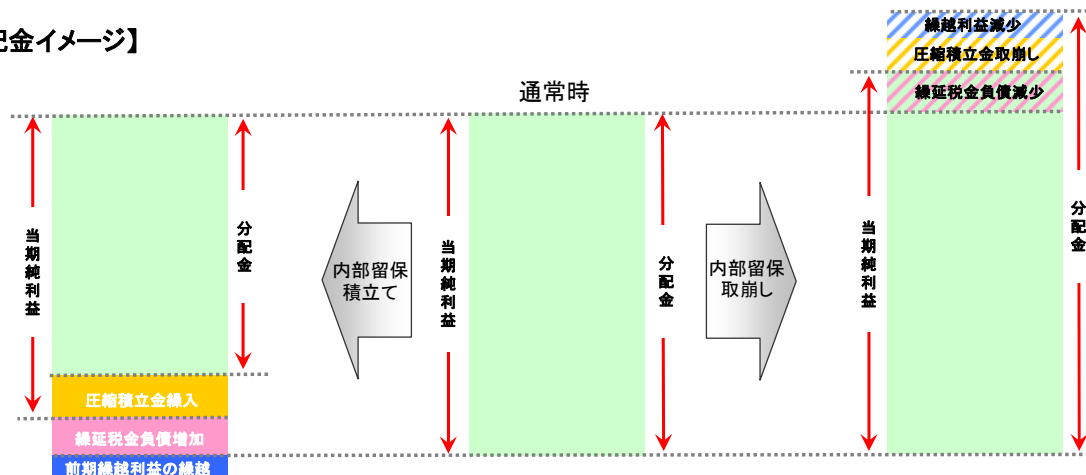 配金イメージ】
通常時
繰越利益減少
圧縮積立金取崩し
繰延税金負債減少
当期純利益
分配金
内部留保
積立て
当期純利益
分配金
内部留保
取崩し
当期純利益
分配金
圧縮積立金繰入
繰延税金負債増加
前期繰越利益の繰越